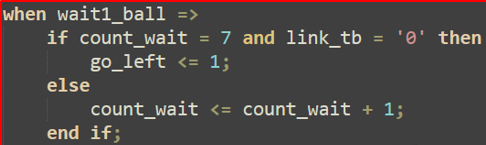 when wait1_ball =>
if count_wait = 7 and link_tb = '0' then
go_left <= 1;
else
count_wait <= count_wait + 1;
end if;